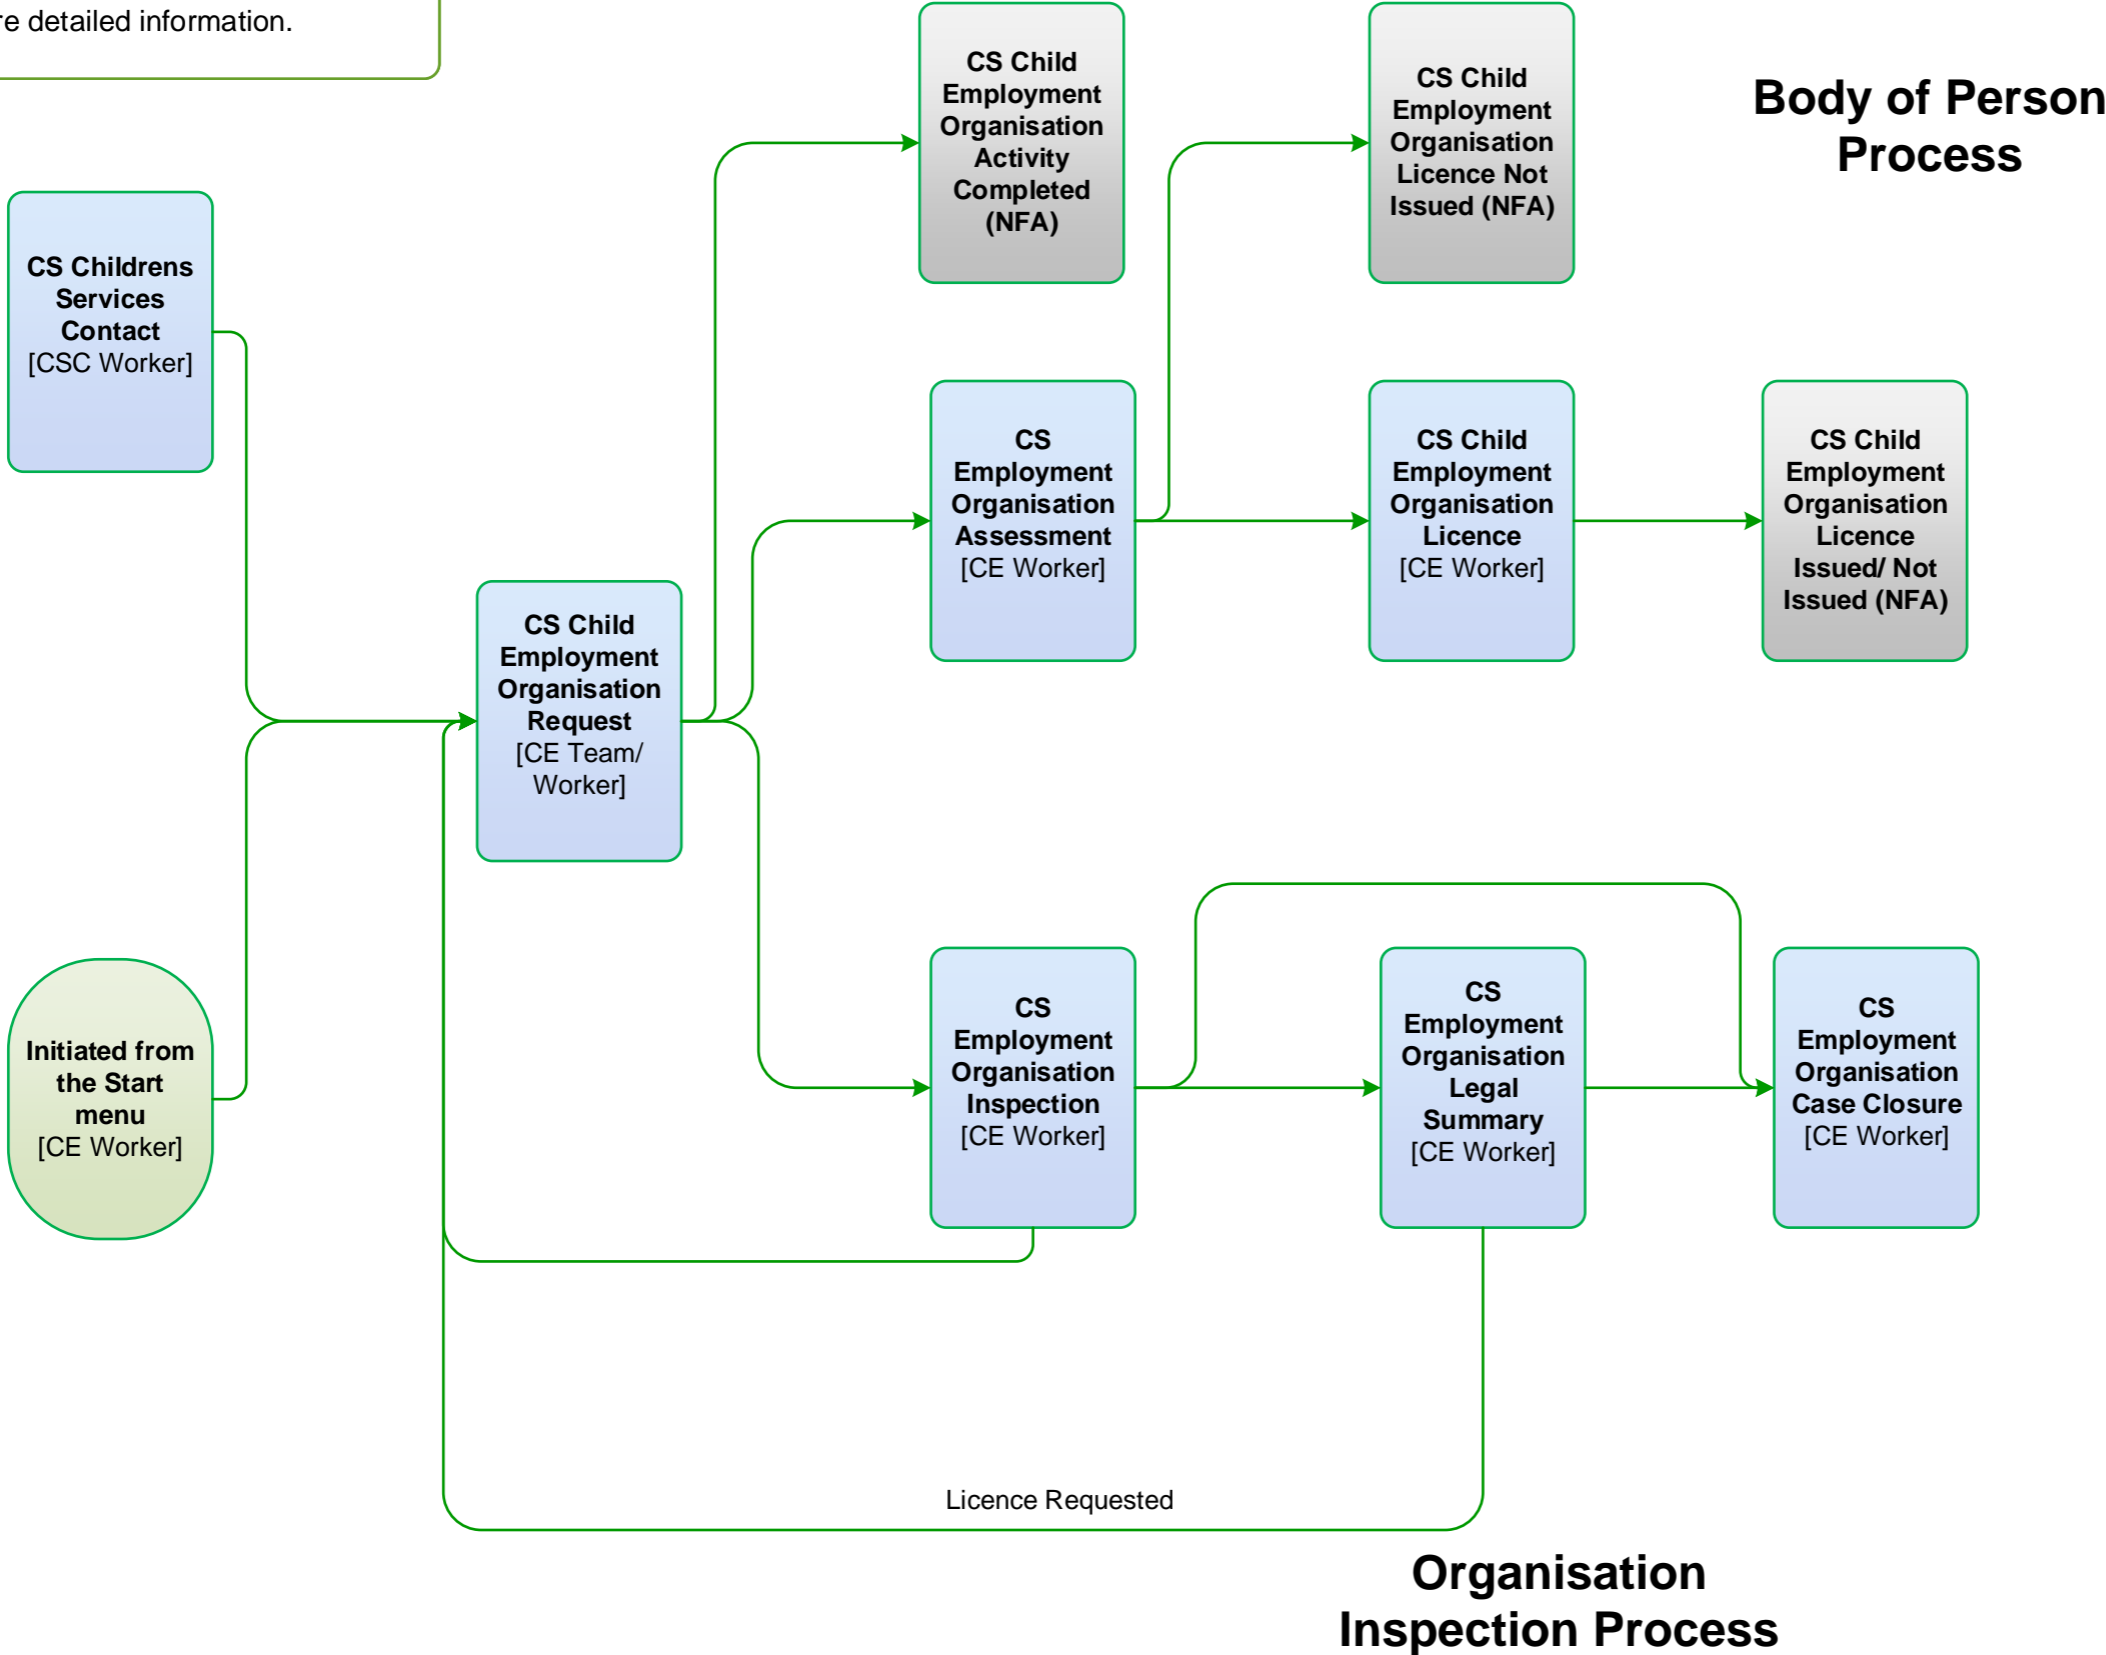 re detailed information.
CS Child
Employment
Organisation
Activity
Completed
(NFA)
CS Child
Employment
Organisation
Licence Not
Issued (NFA)
Body of Person
Process
CS Childrens
Services
Contact
[CSC Worker]
CS
Employment
Organisation
Assessment
[CE Worker]
CS Child
Employment
Organisation
Licence
[CE Worker]
CS Child
Employment
Organisation
Licence
Issued/ Not
Issued (NFA)
CS Child
Employment
Organisation
Request
[CE Team/
Worker]
Initiated from
the Start
menu
[CE Worker]
CS
Employment
Organisation
Inspection
[CE Worker]
CS
Employment
Organisation
Legal
Summary
[CE Worker]
CS
Employment
Organisation
Case Closure
[CE Worker]
Licence Requested
Organisation
Inspection Process